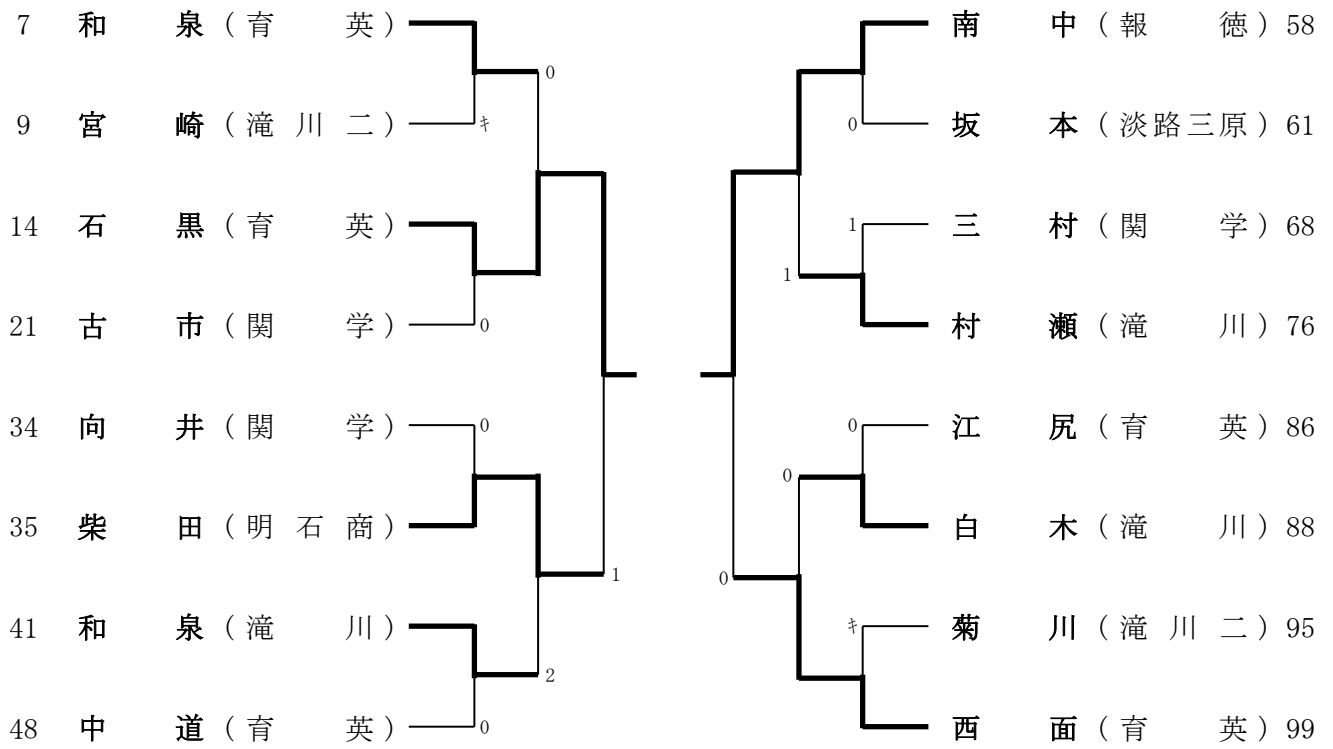 7 和 泉 ( 育 英 ) 南 中 ( 報 徳 ) 58
0
9 宮 崎 ( 滝 川 二 ) ｷ 0 坂 本 ( 淡路三原 ) 61
14 石 黒 ( 育 英 ) 1 三 村 ( 関 学 ) 68
1
21 古 市 ( 関 学 ) 0 村 瀬 ( 滝 川 ) 76
34 向 井 ( 関 学 ) 0 0 江 尻 ( 育 英 ) 86
0
35 柴 田 ( 明 石 商 ) 白 木 ( 滝 川 ) 88
1 0
41 和 泉 ( 滝 川 ) ｷ 菊 川 ( 滝 川 二 ) 95
2
48 中 道 ( 育 英 ) 0 西 面 ( 育 英 ) 99